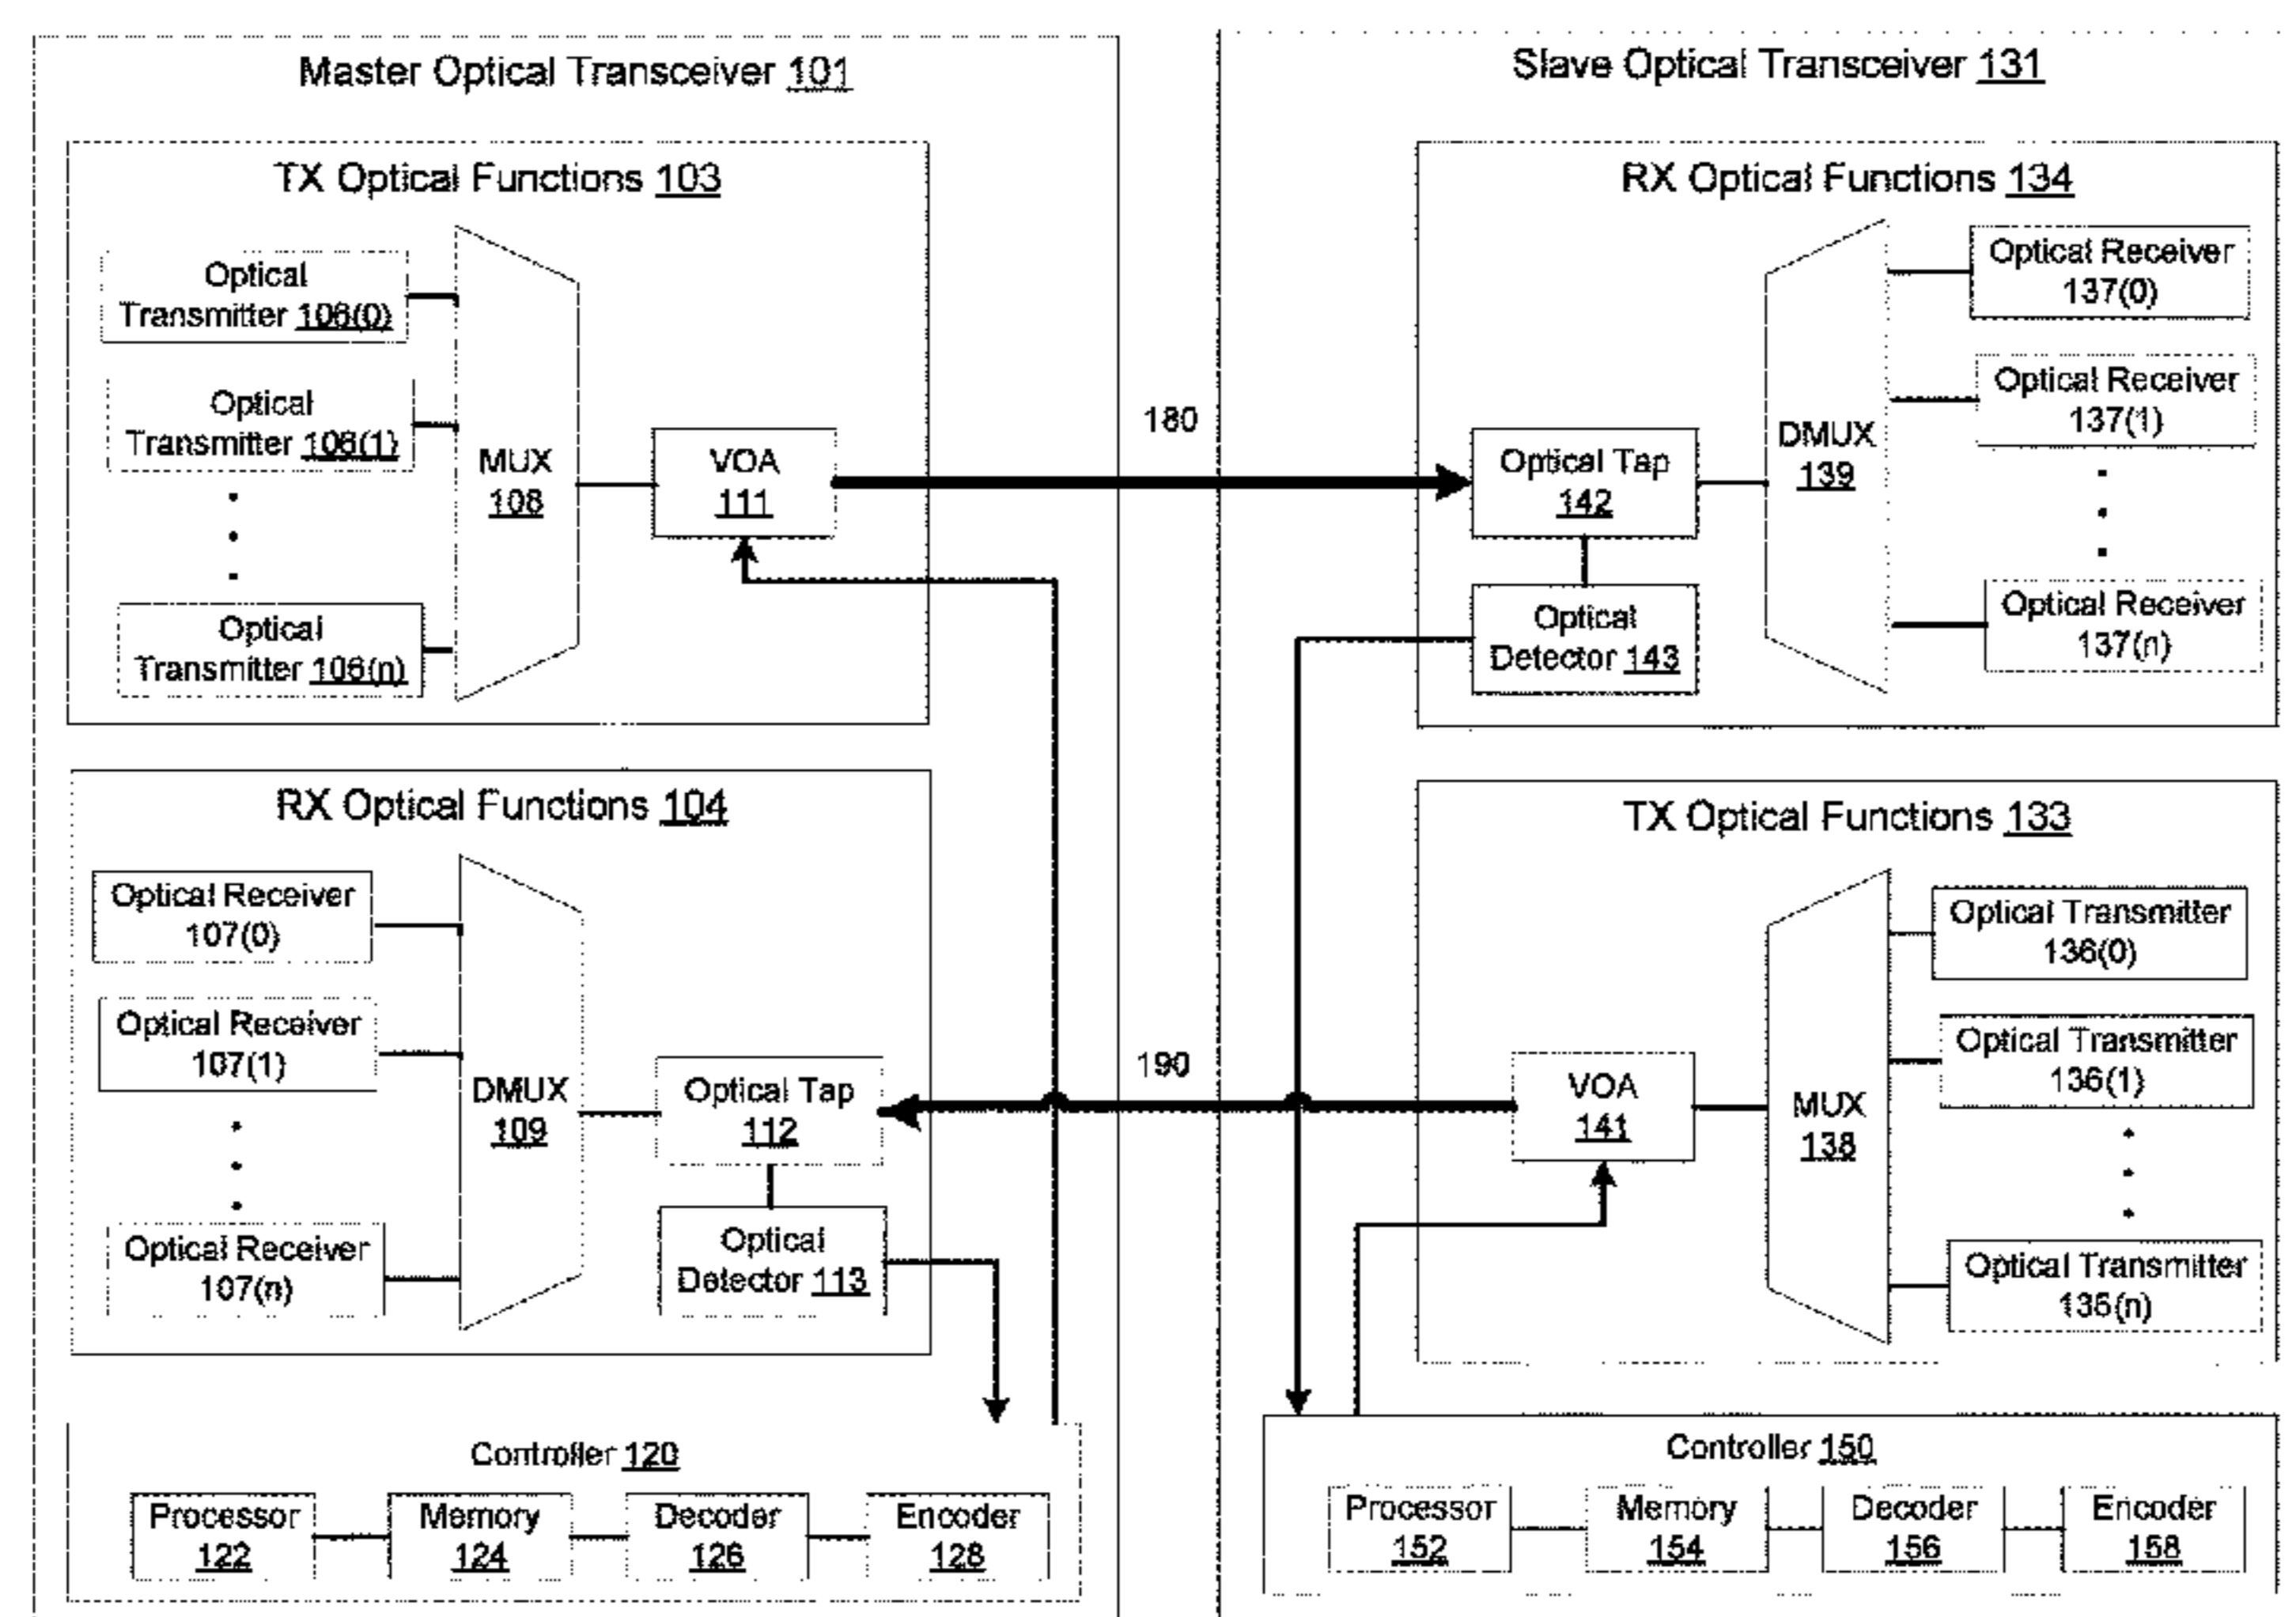 Master Optical Transceiver 101
TX Optical Functions 103
Optical
Transmitter 106(0)
Optical
Transmitter 106(1)
Optical
Transmitter 106(n)
MUX
108
VOA
111
RX Optical Functions 104
Optical Receiver
107(0)
Optical Receiver
107(1)
Optical Receiver
107(n)
DMUX
109
Optical Tap
112
Optical
Detector 113
Controller 120
Processor
122
Memory
124
Decoder
126
Encoder
128
180
190
Slave Optical Transceiver 131
RX Optical Functions 134
Optical Tap
142
Optical
Detector 143
DMUX
139
Optical Receiver
137(0)
Optical Receiver
137(1)
Optical Receiver
137(n)
TX Optical Functions 133
VOA
141
MUX
138
Optical Transmitter
136(0)
Optical Transmitter
136(1)
Optical Transmitter
136(n)
Controller 150
Processor
152
Memory
154
Decoder
156
Encoder
158